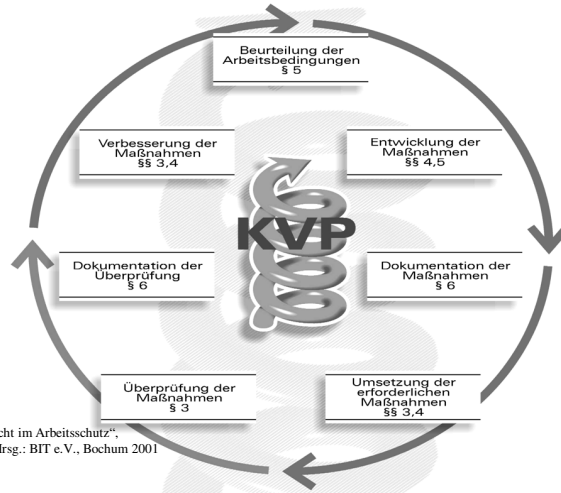 Beurteilung der
Arbeitsbedingungen
§ 5
Entwicklung der
Maßnahmen
§§ 4,5
Dokumentation der
Maßnahmen
§ 6
Umsetzung der
erforderlichen
Maßnahmen
§§ 3,4
Überprüfung der
Maßnahmen
§ 3
Dokumentation der
Überprüfung
§ 6
Verbesserung der
Maßnahmen
§§ 3,4
KVP
im Arbeitsschutz“,
BIT e.V., Bochum 2001